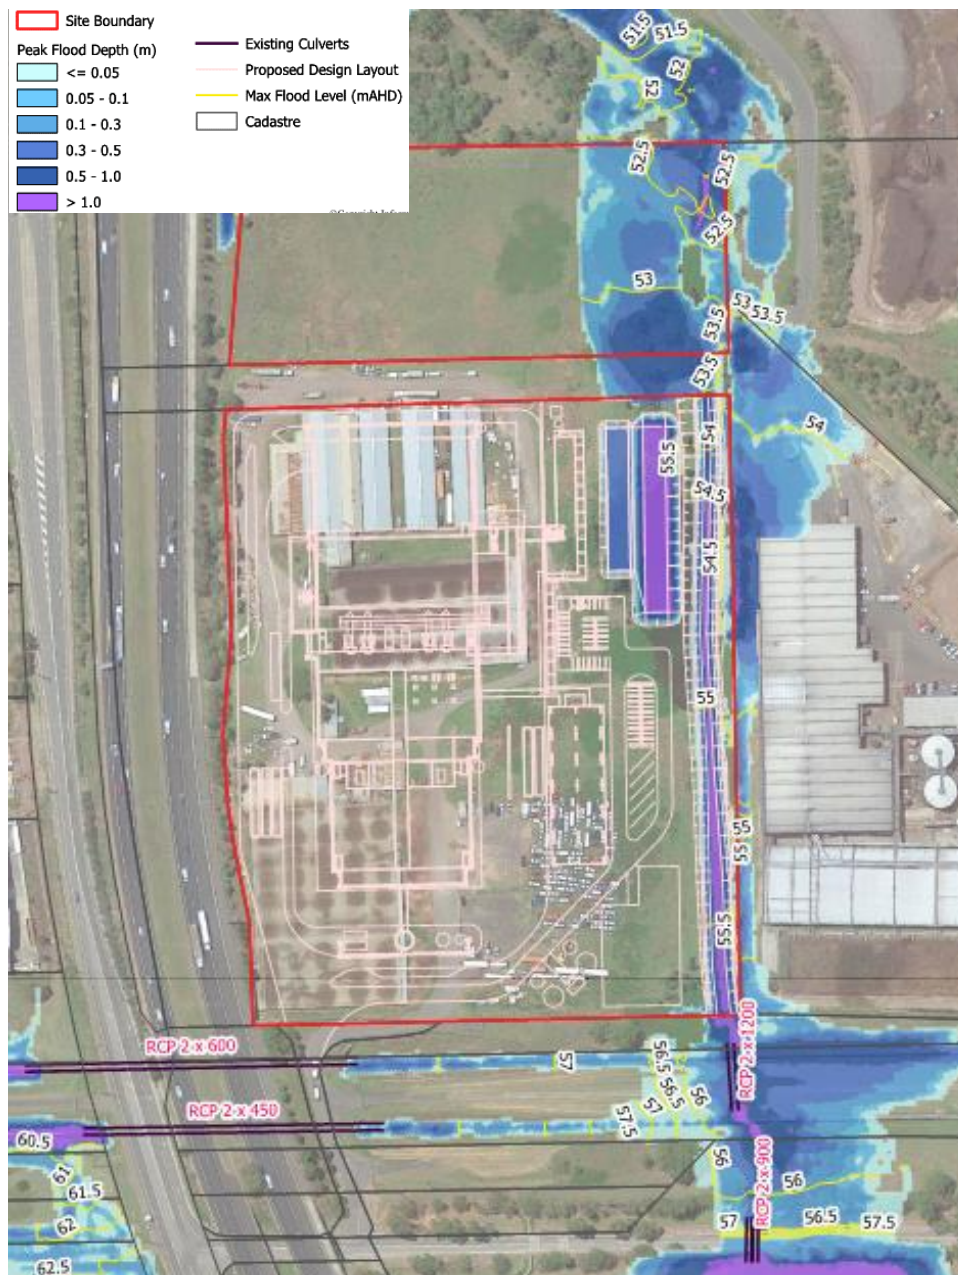 Site Boundary
Peak Flood Depth (m)
<= 0.05
0.05 - 0.1
0.1 - 0.3
0.3 - 0.5
0.5 - 1.0
> 1.0
Existing Culverts
Proposed Design Layout
Max Flood Level (mAHD)
Cadastre
©Copyright
51.5
51.5
52
52
52.5
52.5
52.5
53
53
53.5
53.5
53.5
54
54
55.5
54.5
54.5
55
55
55
55.5
RCP 2 x 1200
RCP 2 x 600
57
56.5
56.5
56
RCP 2 x 450
57
57.5
60.5
61
61.5
62
62.5
56
56
RCP 2 x 900
57
56.5
57.5